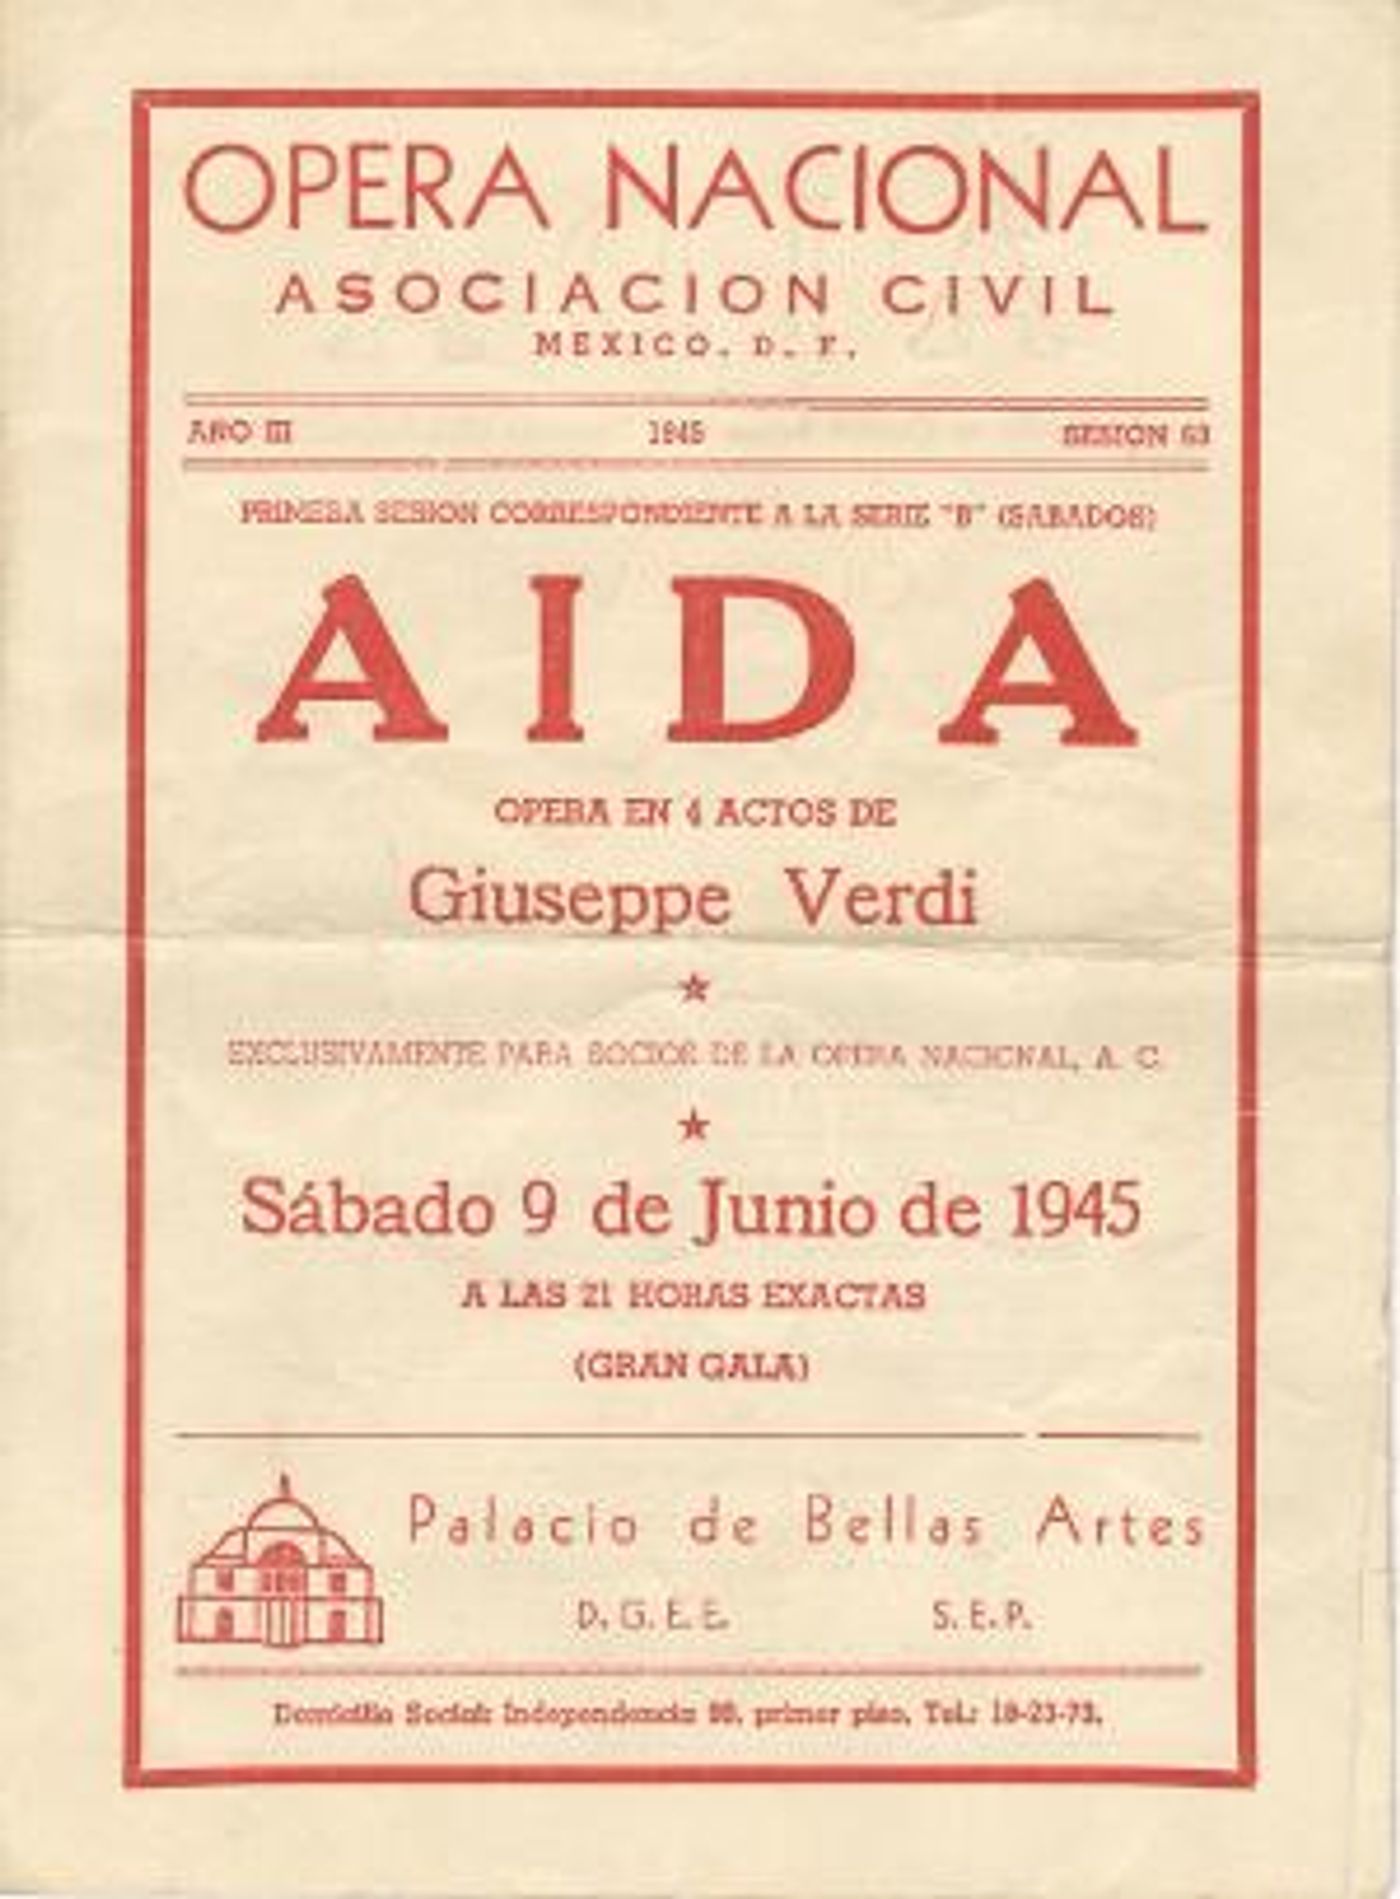 OPERA NACIONAL
ASOCIACION CIVIL
MEXICO, D. F.
AÑO III 1945 SESION 63
PRIMERA SESION CORRESPONDIENTE A LA SERIE "B" (SABADOS)
AIDA
OPERA EN 4 ACTOS DE
Giuseppe Verdi
EXCLUSIVAMENTE PARA SOCIOS DE LA OPERA NACIONAL, A. C.
Sábado 9 de Junio de 1945
A LAS 21 HORAS EXACTAS
(GRAN GALA)
Palacio de Bellas Artes
D. G. E. E. S. E. P.
Domicilio Social: Independencia primer piso. Tel.: 18-23-73.